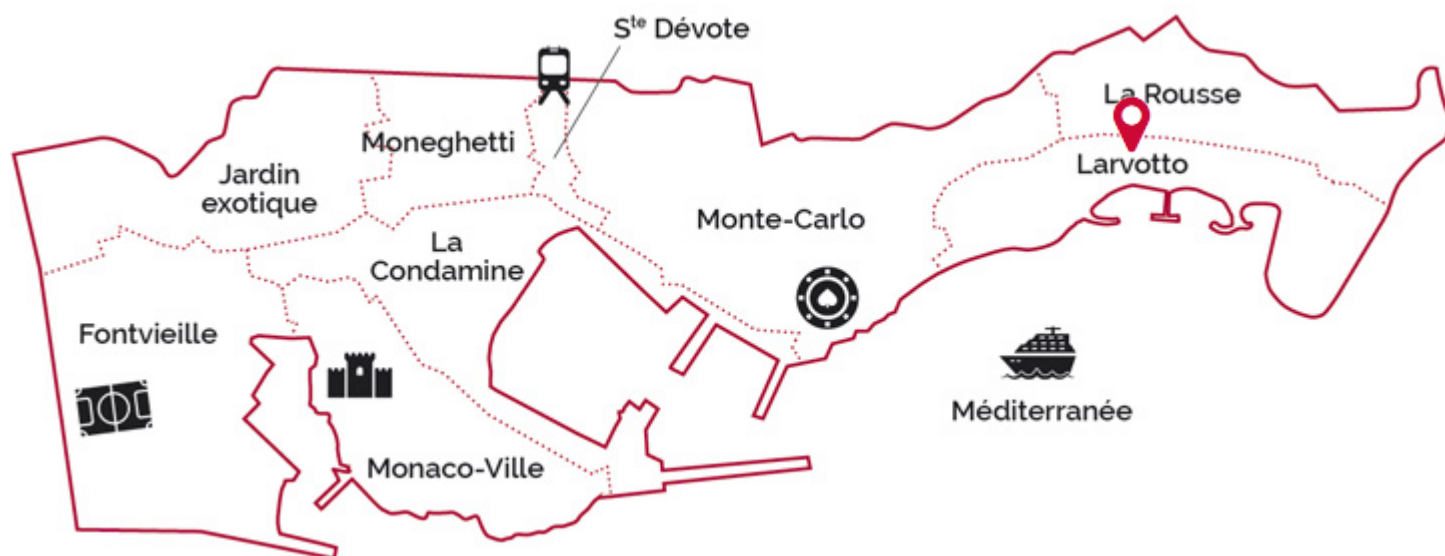 Sᵗᵉ Dévote
La Rousse
Moneghetti
Larvotto
Jardin
exotique
Monte-Carlo
La
Condamine
Fontvieille
Méditerranée
Monaco-Ville